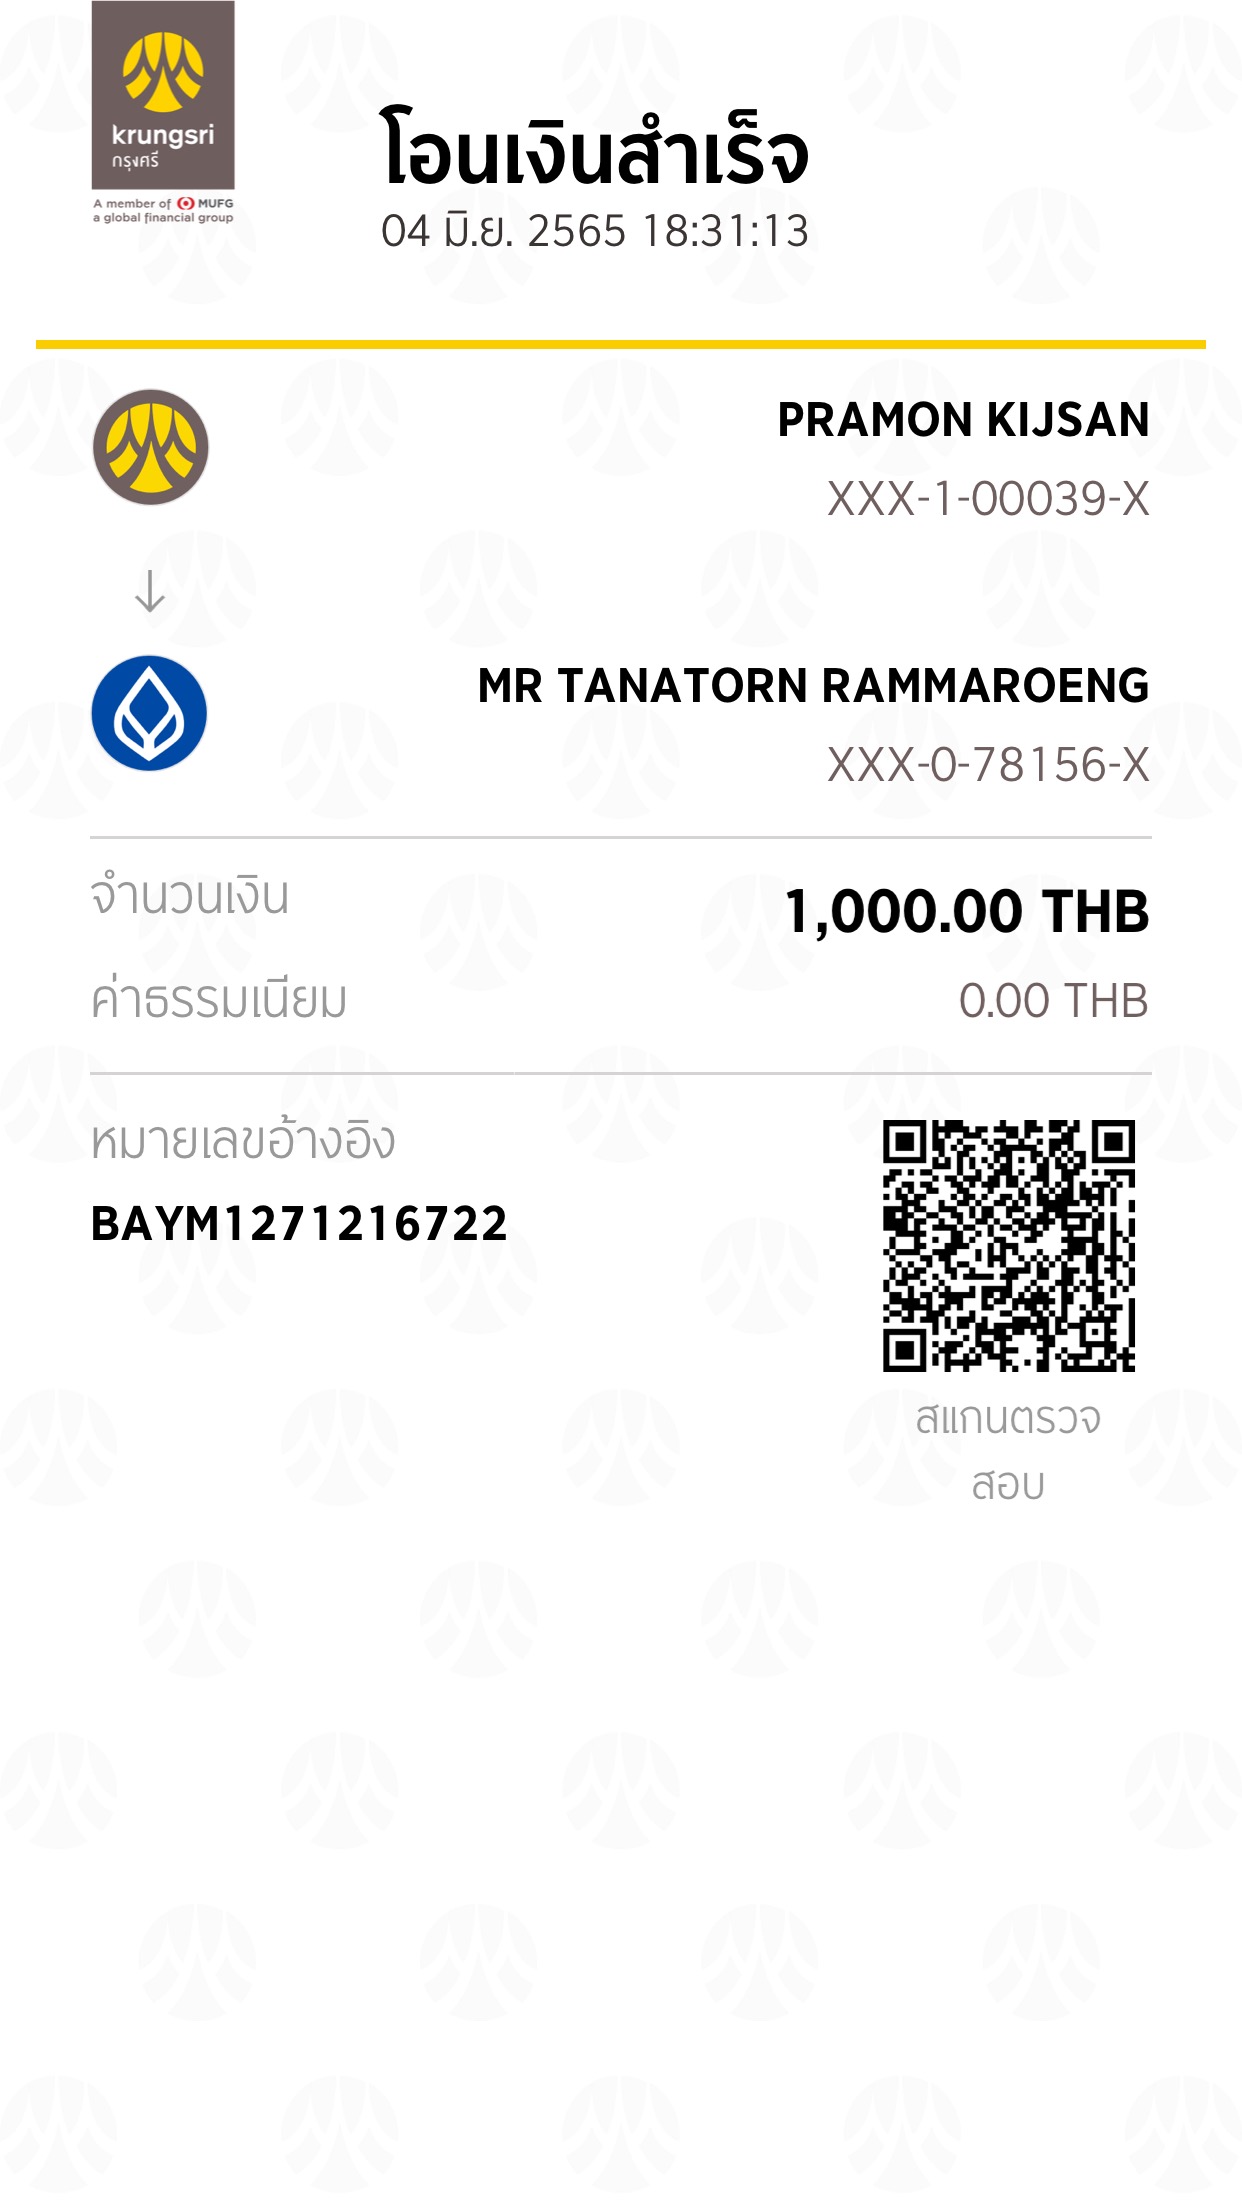 krungsri
กรุงศรี
A member of MUFG
a global financial group
โอนเงินสำเร็จ
04 มิ.ย. 2565 18:31:13
PRAMON KIJSAN
XXX-1-00039-X
MR TANATORN RAMMAROENG
XXX-0-78156-X
จำนวนเงิน
1,000.00 THB
ค่าธรรมเนียม
0.00 THB
หมายเลขอ้างอิง
BAYM1271216722
สแกนตรวจ
สอบ